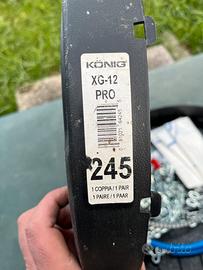 KÖNIG
XG-12
PRO
245
1 COPPIA / 1 PAIR
1 PAIRE / 1 PAAR